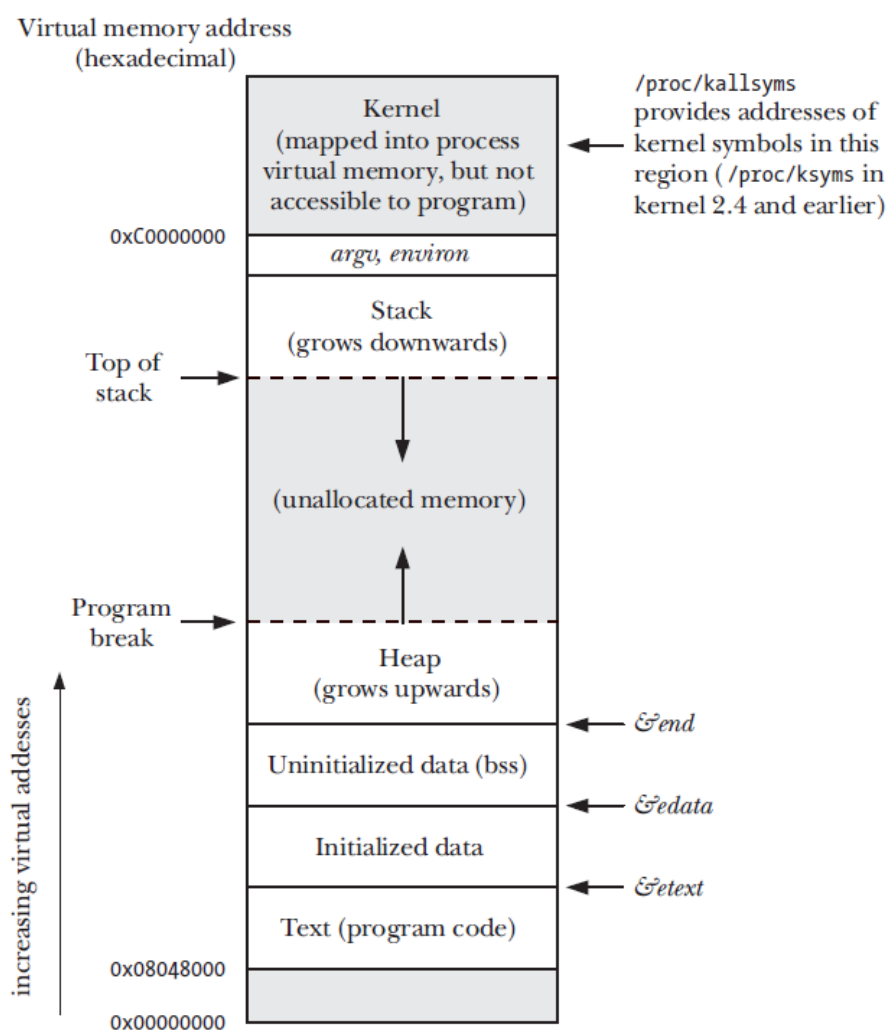 Virtual memory address
(hexadecimal)
Kernel
(mapped into process
virtual memory, but not
accessible to program)
/proc/kallsyms
provides addresses of
kernel symbols in this
region (/proc/ksyms in
kernel 2.4 and earlier)
0xC0000000
argv, environ
Stack
(grows downwards)
Top of
stack
(unallocated memory)
Program
break
Heap
(grows upwards)
&end
Uninitialized data (bss)
&edata
Initialized data
&etext
Text (program code)
0x08048000
0x00000000
increasing virtual addesses